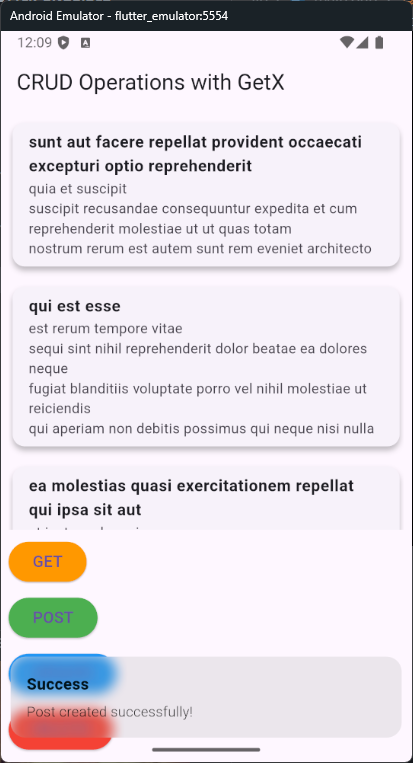 Android Emulator - flutter_emulator:5554
12:09
CRUD Operations with GetX
sunt aut facere repellat provident occaecati
excepturi optio reprehenderit
quia et suscipit
suscipit recusandae consequuntur expedita et cum
reprehenderit molestiae ut ut quas totam
nostrum rerum est autem sunt rem eveniet architecto
qui est esse
est rerum tempore vitae
sequi sint nihil reprehenderit dolor beatae ea dolores
neque
fugiat blanditiis voluptate porro vel nihil molestiae ut
reiciendis
qui aperiam non debitis possimus qui neque nisi nulla
ea molestias quasi exercitationem repellat
qui ipsa sit aut
GET
POST
Success
Post created successfully!